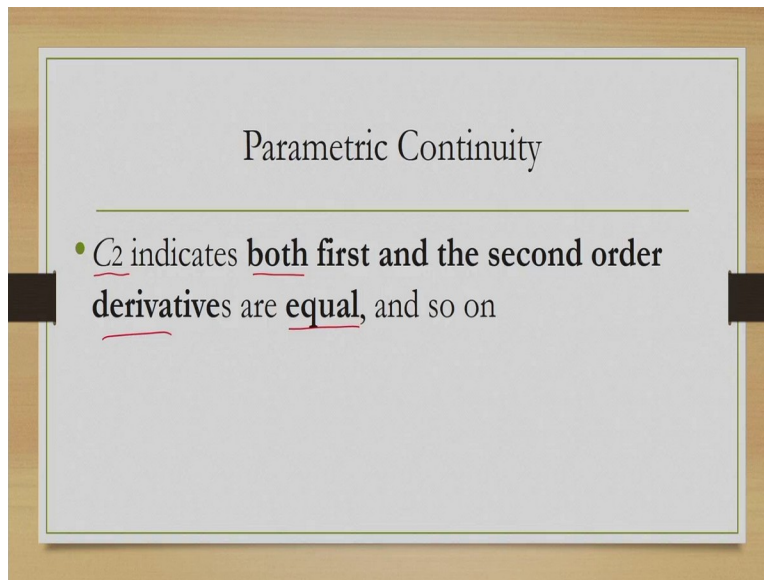 Parametric Continuity
• C2 indicates both first and the second order
derivatives are equal, and so on